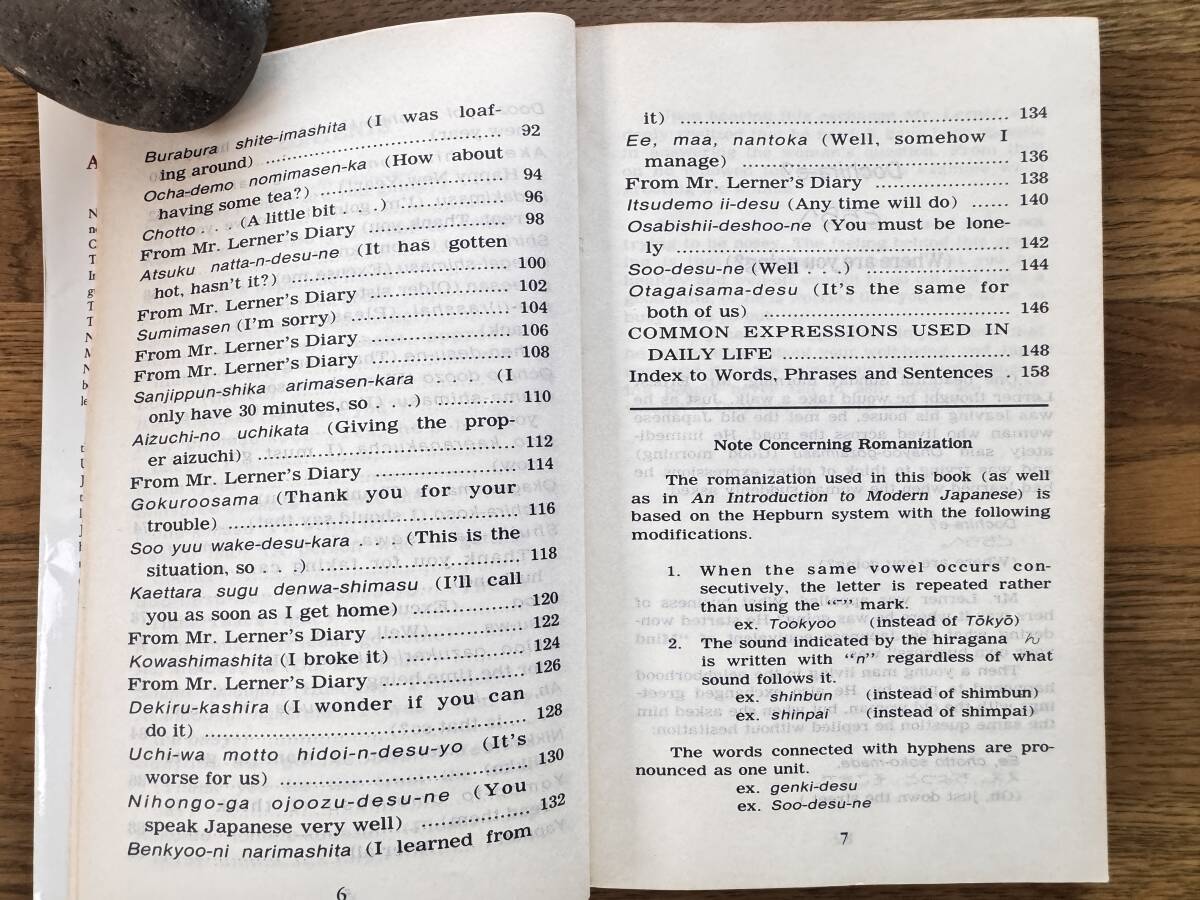 Burabura shite-imashita (I was loaf-
ing around) ........................................ 92
Ocha-demo nomimasen-ka (How about
having some tea?) .............................. 94
Chotto . . . (A little bit . . .) ................... 96
From Mr. Lerner's Diary ..................... 98
Atsuku natta-n-desu-ne (It has gotten
hot, hasn't it?) ................................. 100
From Mr. Lerner's Diary ..................... 102
Sumimasen (I'm sorry) ....................... 104
From Mr. Lerner's Diary ..................... 106
From Mr. Lerner's Diary ..................... 108
Sanjippun-shika arimasen-kara . . . . (I
only have 30 minutes, so . . .) ............ 110
Aizuchi-no uchikata (Giving the prop-
er aizuchi) ........................................ 112
From Mr. Lerner's Diary ..................... 114
Gokuroosama (Thank you for your
trouble) ............................................ 116
Soo yuu wake-desu-kara . . . (This is the
situation, so . . .) .............................. 118
Kaettara sugu denwa-shimasu (I'll call
you as soon as I get home) ................ 120
From Mr. Lerner's Diary ..................... 122
Kowashimashita (I broke it) ................ 124
From Mr. Lerner's Diary ..................... 126
Dekiru-kashira (I wonder if you can
do it) ................................................ 128
Uchi-wa motto hidoi-n-desu-yo (It's
worse for us) .................................... 130
Nihongo-ga ojoozu-desu-ne (You
speak Japanese very well) ................. 132
Benkyoo-ni narimashita (I learned from
6
it) .................................................... 134
Ee, maa, nantoka (Well, somehow I
manage) ........................................... 136
From Mr. Lerner's Diary ..................... 138
Itsudemo ii-desu (Any time will do) ...... 140
Osabishii-deshoo-ne (You must be lone-
ly ..................................................... 142
Soo-desu-ne (Well . . .) ...................... 144
Otagaisama-desu (It's the same for
both of us) ....................................... 146
COMMON EXPRESSIONS USED IN
DAILY LIFE ..................................... 148
Index to Words, Phrases and Sentences . 158
Note Concerning Romanization
The romanization used in this book (as well
as in An Introduction to Modern Japanese) is
based on the Hepburn system with the following
modifications.
1. When the same vowel occurs con-
secutively, the letter is repeated rather
than using the "¯" mark.
ex. Tookyoo (instead of Tōkyō)
2. The sound indicated by the hiragana ん
is written with "n" regardless of what
sound follows it.
ex. shinbun (instead of shimbun)
ex. shinpai (instead of shimpai)
The words connected with hyphens are pro-
nounced as one unit.
ex. genki-desu
ex. Soo-desu-ne
7